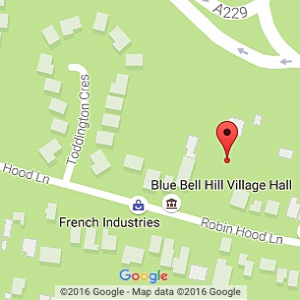 A229
Toddington Cres
Hood Ln
Blue Bell Hill Village Hall
French Industries
Robin Hood Ln
Google
©2016 Google - Map data ©2016 Google